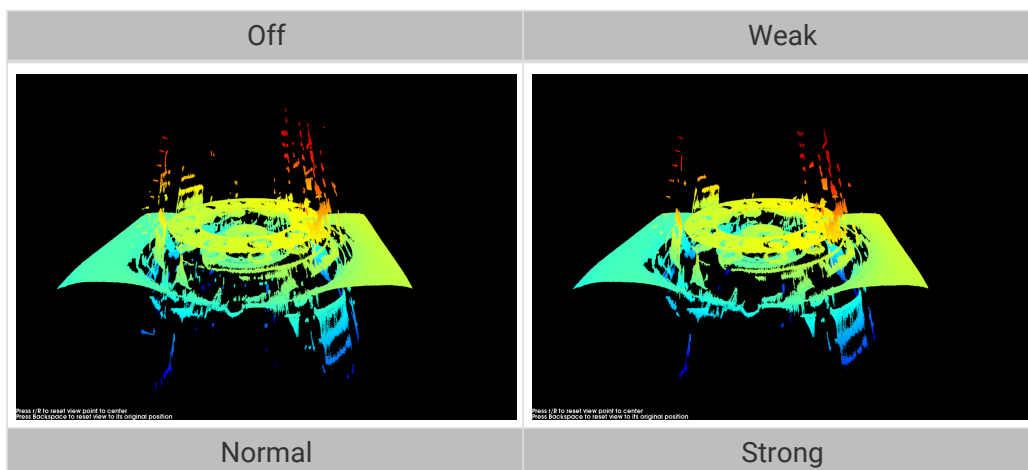 Off
Weak
Press r/R to reset view point to center
Press Backspace to reset view to its original position
Press r/R to reset view point to center
Press Backspace to reset view to its original position
Normal
Strong